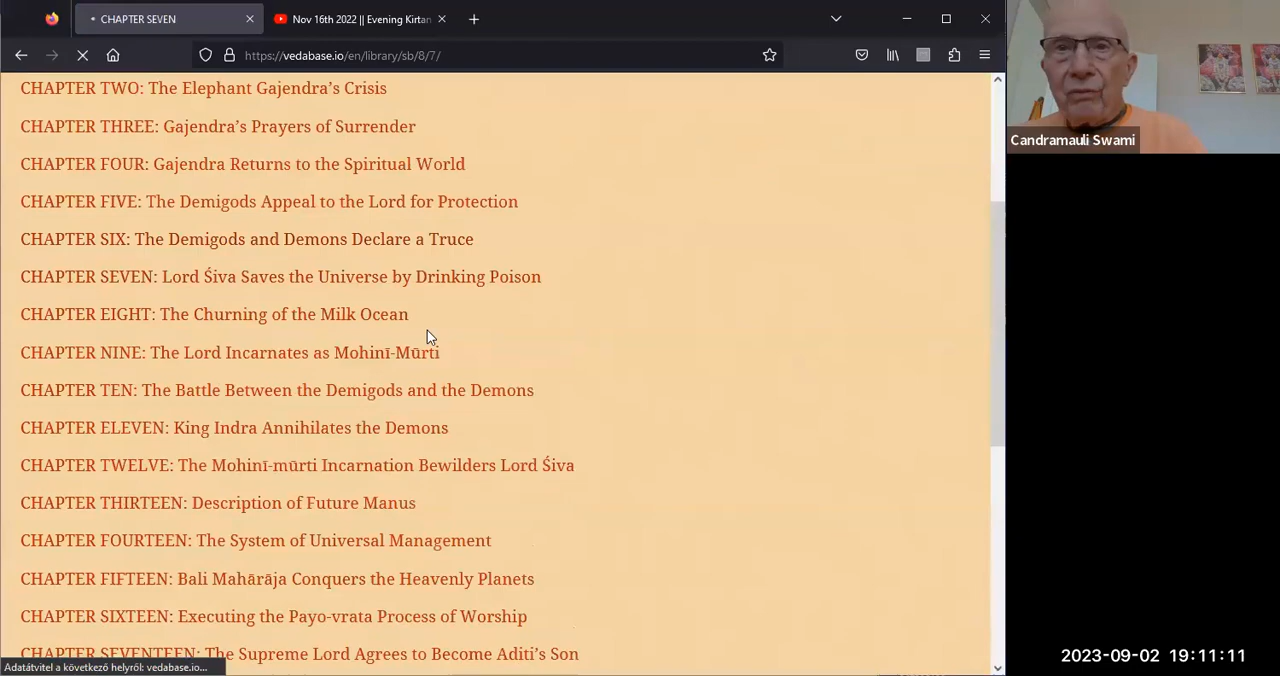 CHAPTER SEVEN
Nov 16th 2022 || Evening Kirtan
https://vedabase.io/en/library/sb/8/7/
CHAPTER TWO: The Elephant Gajendra’s Crisis
CHAPTER THREE: Gajendra’s Prayers of Surrender
CHAPTER FOUR: Gajendra Returns to the Spiritual World
CHAPTER FIVE: The Demigods Appeal to the Lord for Protection
CHAPTER SIX: The Demigods and Demons Declare a Truce
CHAPTER SEVEN: Lord Śiva Saves the Universe by Drinking Poison
CHAPTER EIGHT: The Churning of the Milk Ocean
CHAPTER NINE: The Lord Incarnates as Mohinī-Mūrti
CHAPTER TEN: The Battle Between the Demigods and the Demons
CHAPTER ELEVEN: King Indra Annihilates the Demons
CHAPTER TWELVE: The Mohinī-mūrti Incarnation Bewilders Lord Śiva
CHAPTER THIRTEEN: Description of Future Manus
CHAPTER FOURTEEN: The System of Universal Management
CHAPTER FIFTEEN: Bali Mahārāja Conquers the Heavenly Planets
CHAPTER SIXTEEN: Executing the Payo-vrata Process of Worship
CHAPTER SEVENTEEN: The Supreme Lord Agrees to Become Aditi’s Son
Adatátvitel a következő helyről: vedabase.io...
Candramauli Swami
2023-09-02 19:11:11